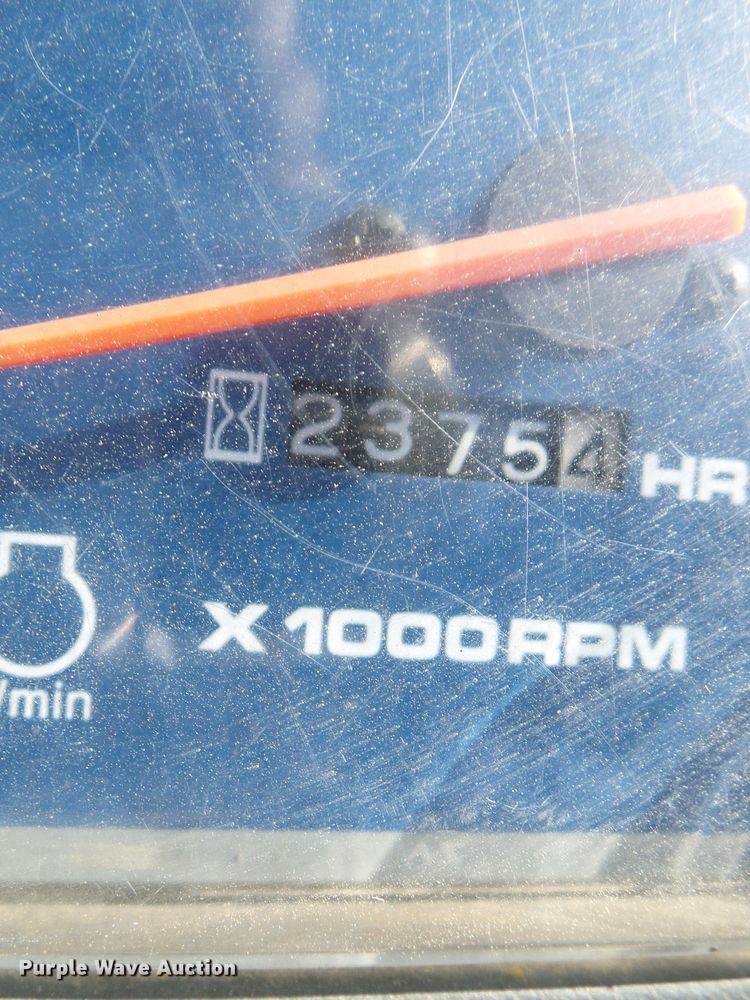 23754 HR
X1000RPM
/min
Purple Wave Auction